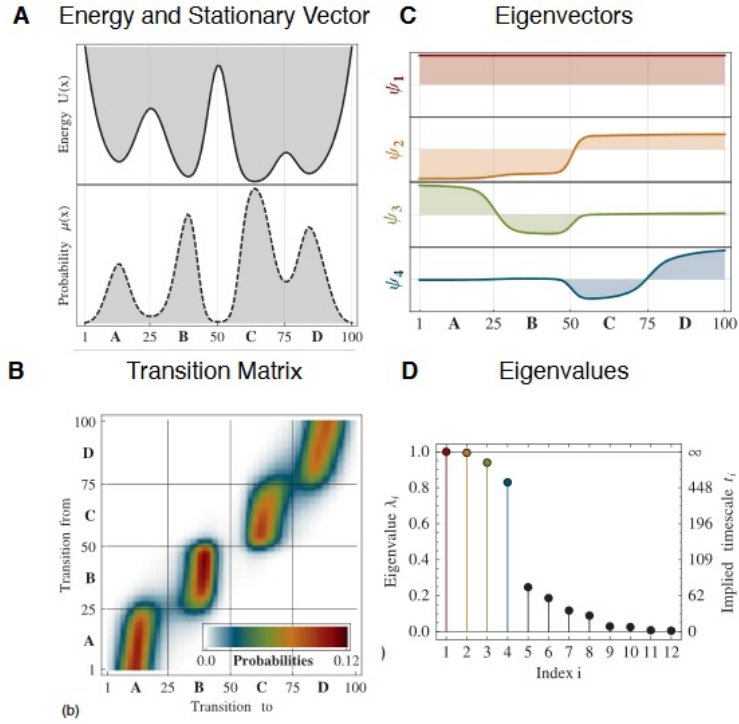 A Energy and Stationary Vector
Energy U(x)
Probability μ(x)
1 A 25 B 50 C 75 D 100
C Eigenvectors
ψ1
ψ2
ψ3
ψ4
1 A 25 B 50 C 75 D 100
B Transition Matrix
Transition from
100
D
75
C
50
B
25
A
1
0.0 Probabilities 0.12
1 A 25 B 50 C 75 D 100
Transition to
(b)
D Eigenvalues
Eigenvalue λi
1.0 ∞
0.8 448
0.6 196
0.4 109
0.2 62
0.0 0
Implied timescale ti
1 2 3 4 5 6 7 8 9 10 11 12
Index i
)